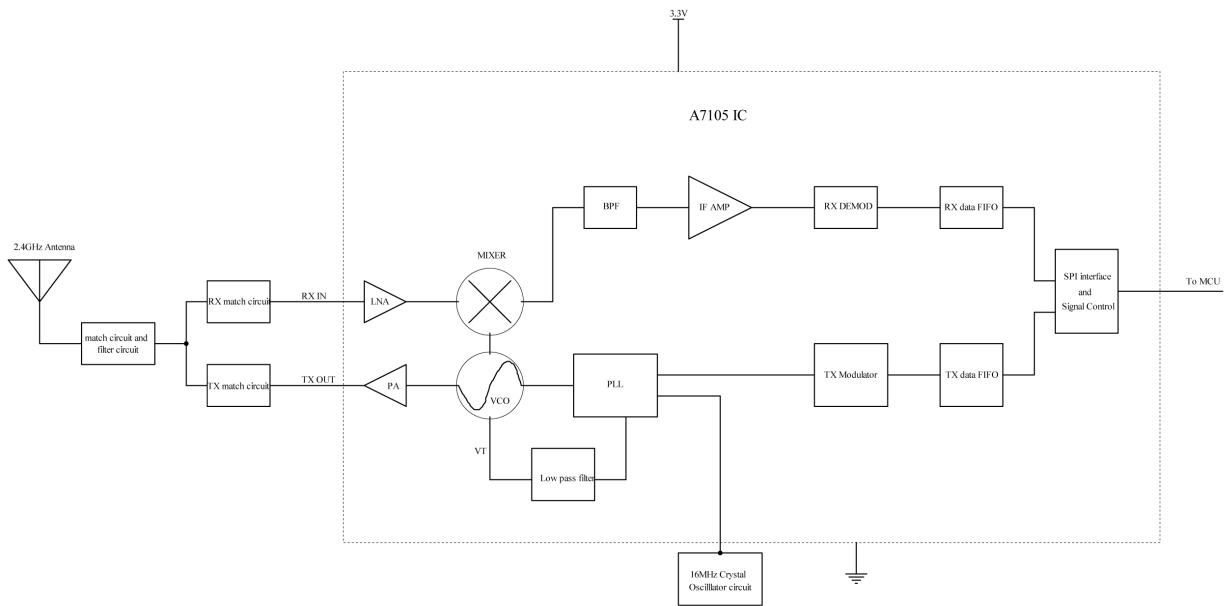 3.3V
A7105 IC
BPF
IF AMP
RX DEMOD
RX data FIFO
2.4GHz Antenna
MIXER
SPI interface
and
Signal Control
To MCU
RX match circuit
RX IN
LNA
match circuit and
filter circuit
TX match circuit
TX OUT
PA
VCO
PLL
TX Modulator
TX data FIFO
VT
Low pass filter
16MHz Crystal
Oscilllator circuit